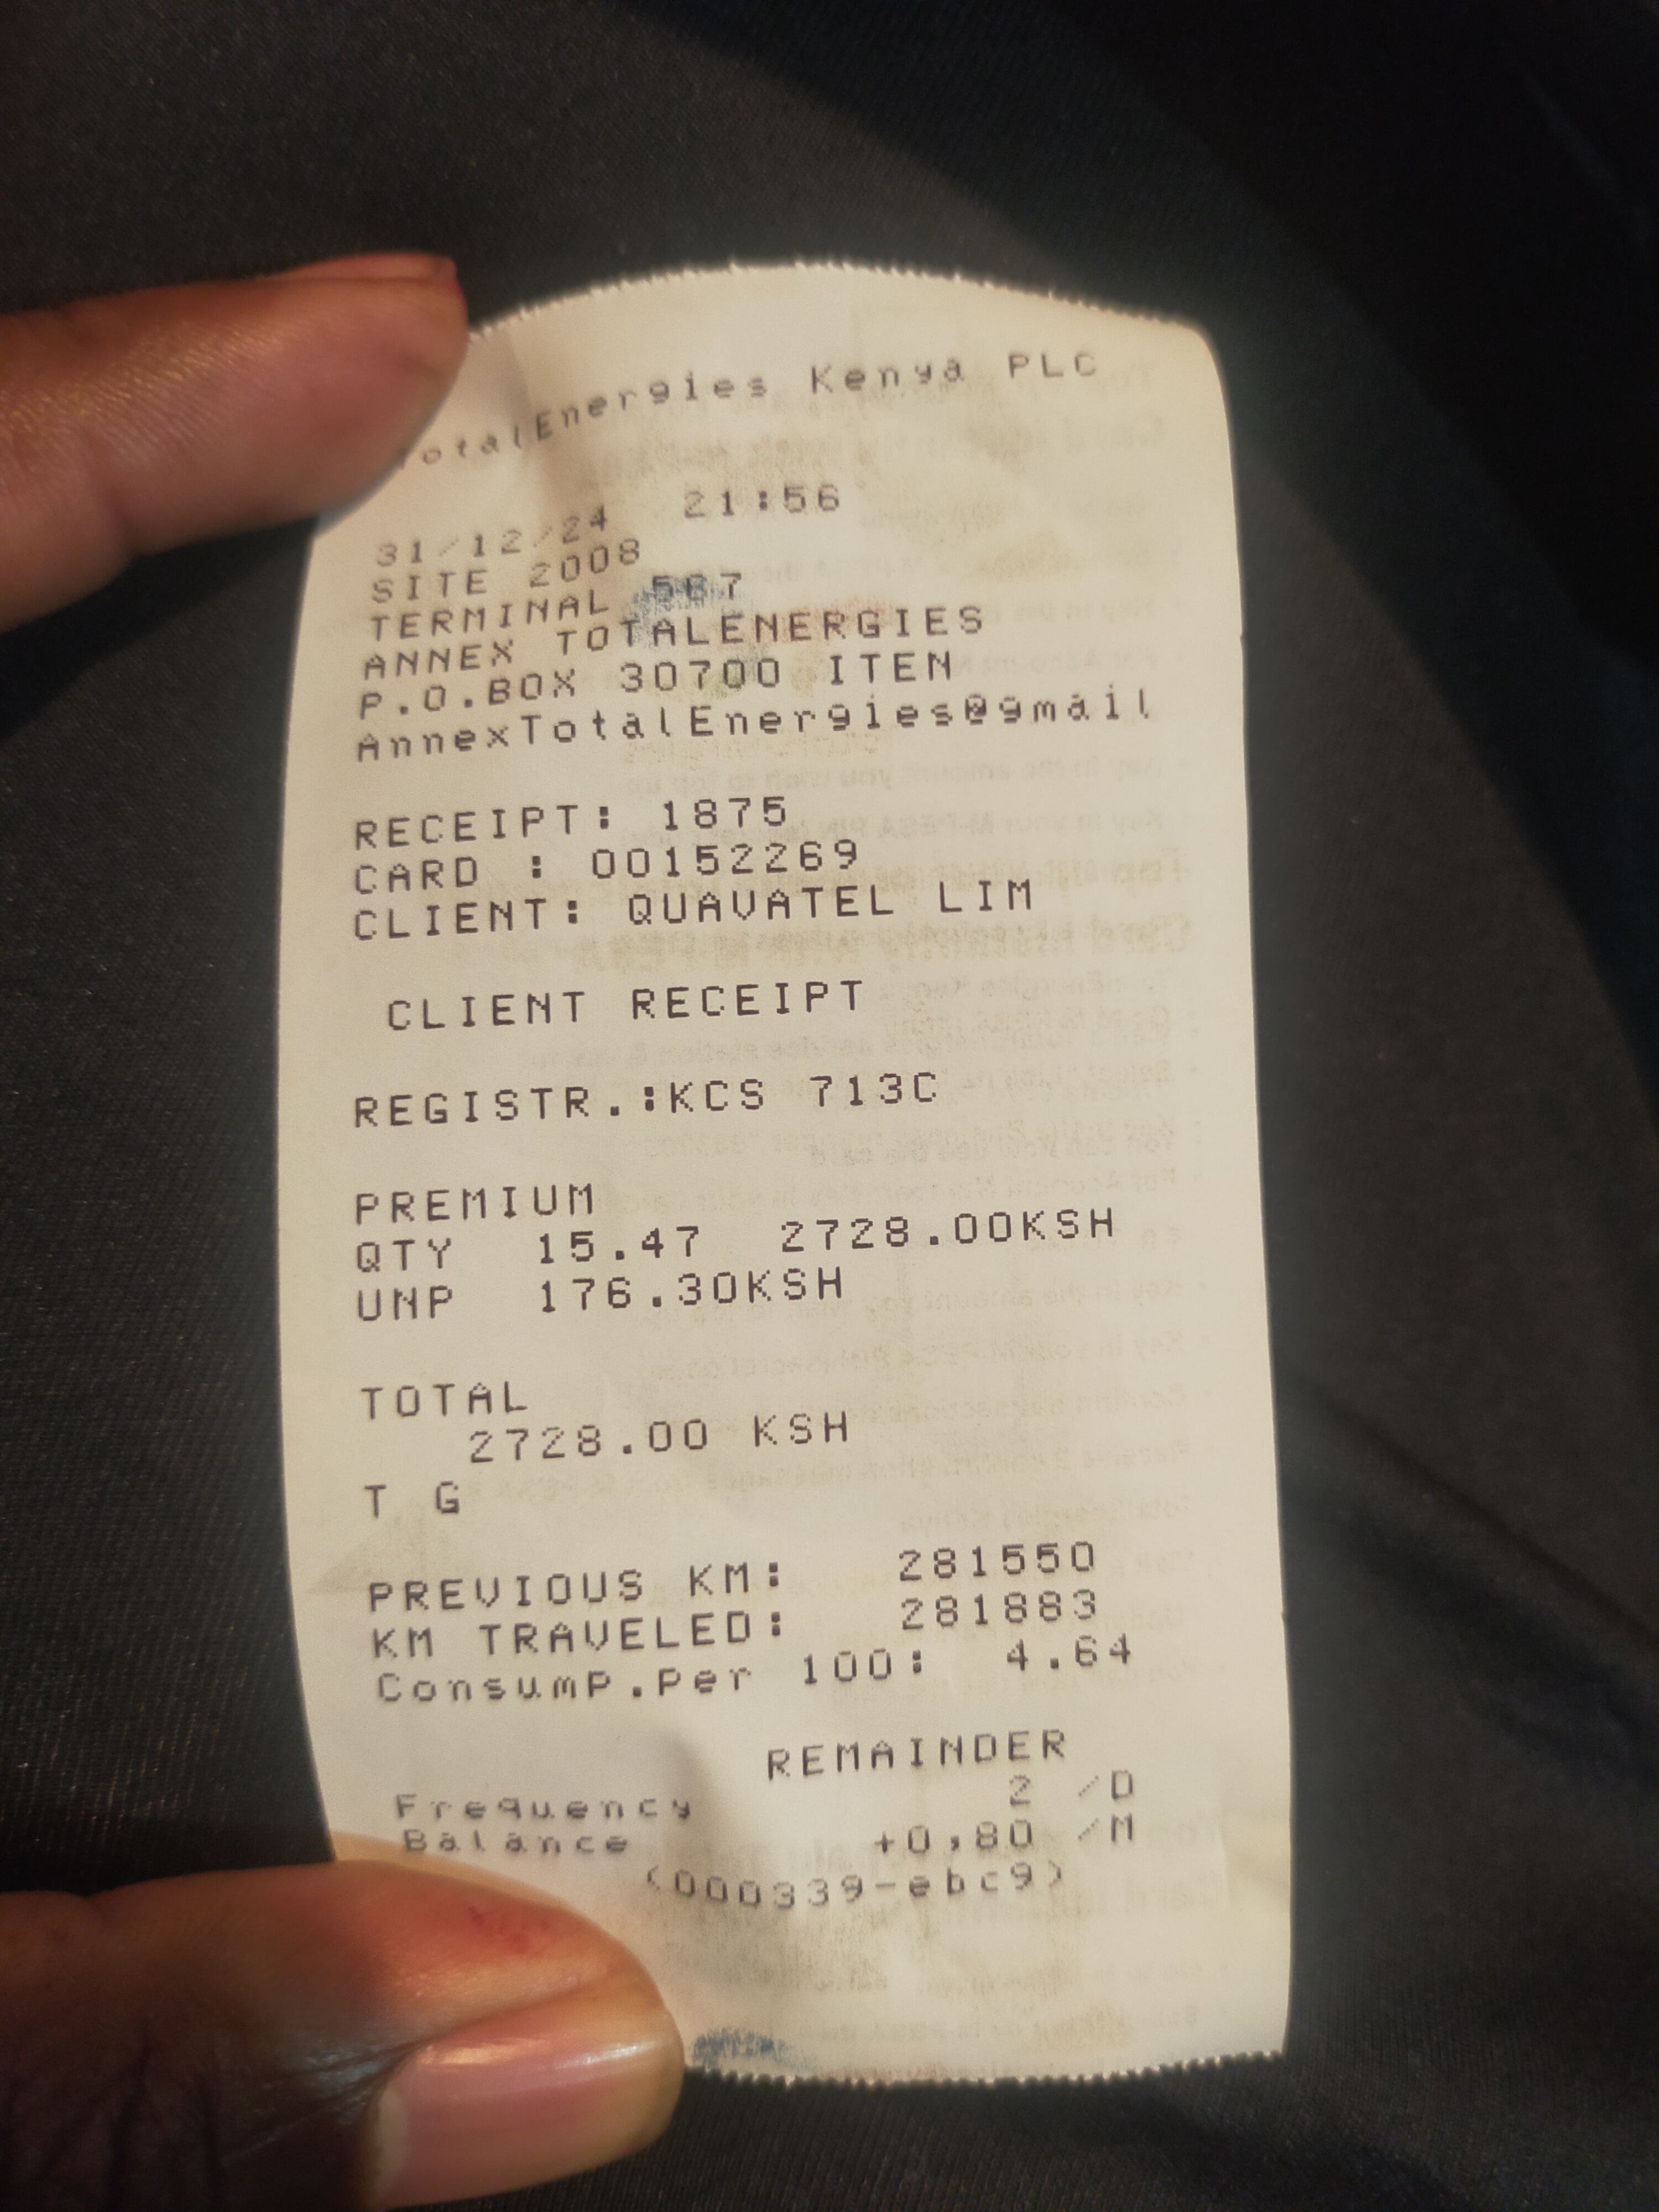 TotalEnergies Kenya PLC
31/12/24 21:56
SITE 2008
TERMINAL 587
ANNEX TOTALENERGIES
P.O.BOX 30700 ITEN
AnnexTotalEnergies@gmail
RECEIPT: 1875
CARD : 00152269
CLIENT: QUAVATEL LIM
CLIENT RECEIPT
REGISTR.:KCS 713C
PREMIUM
QTY 15.47 2728.00KSH
UNP 176.30KSH
TOTAL
2728.00 KSH
T G
PREVIOUS KM: 281550
KM TRAVELED: 281883
Consump.per 100: 4.64
REMAINDER
Frequency 2 /D
Balance +0,80 /M
(000339-ebc9)